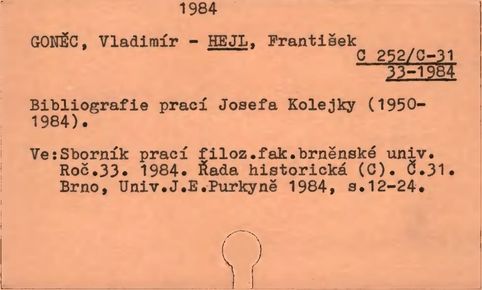 1984
GONĚC, Vladimír - HEJL, František
C 252/C-31
33-1984
Bibliografie prací Josefa Kolejky (1950-
1984).
Ve:Sborník prací filoz.fak.brněnské univ.
Roč.33. 1984. Řada historická (C). Č.31.
Brno, Univ.J.E.Purkyně 1984, s.12-24.